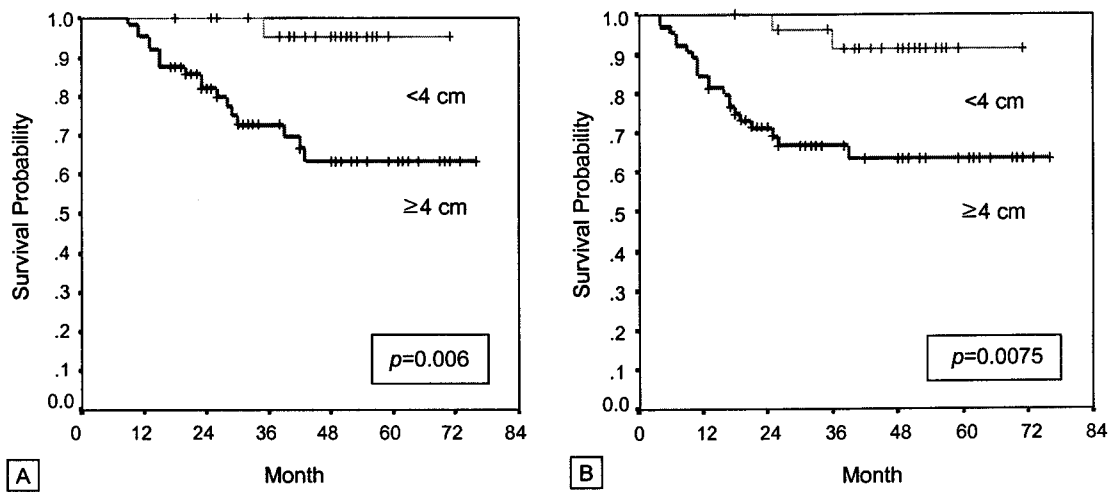 1.0
.9
.8
.7
.6
.5
.4
.3
.2
.1
0.0
Survival Probability
<4 cm
≥4 cm
p=0.006
0 12 24 36 48 60 72 84
Month
A
1.0
.9
.8
.7
.6
.5
.4
.3
.2
.1
0.0
Survival Probability
<4 cm
≥4 cm
p=0.0075
0 12 24 36 48 60 72 84
Month
B